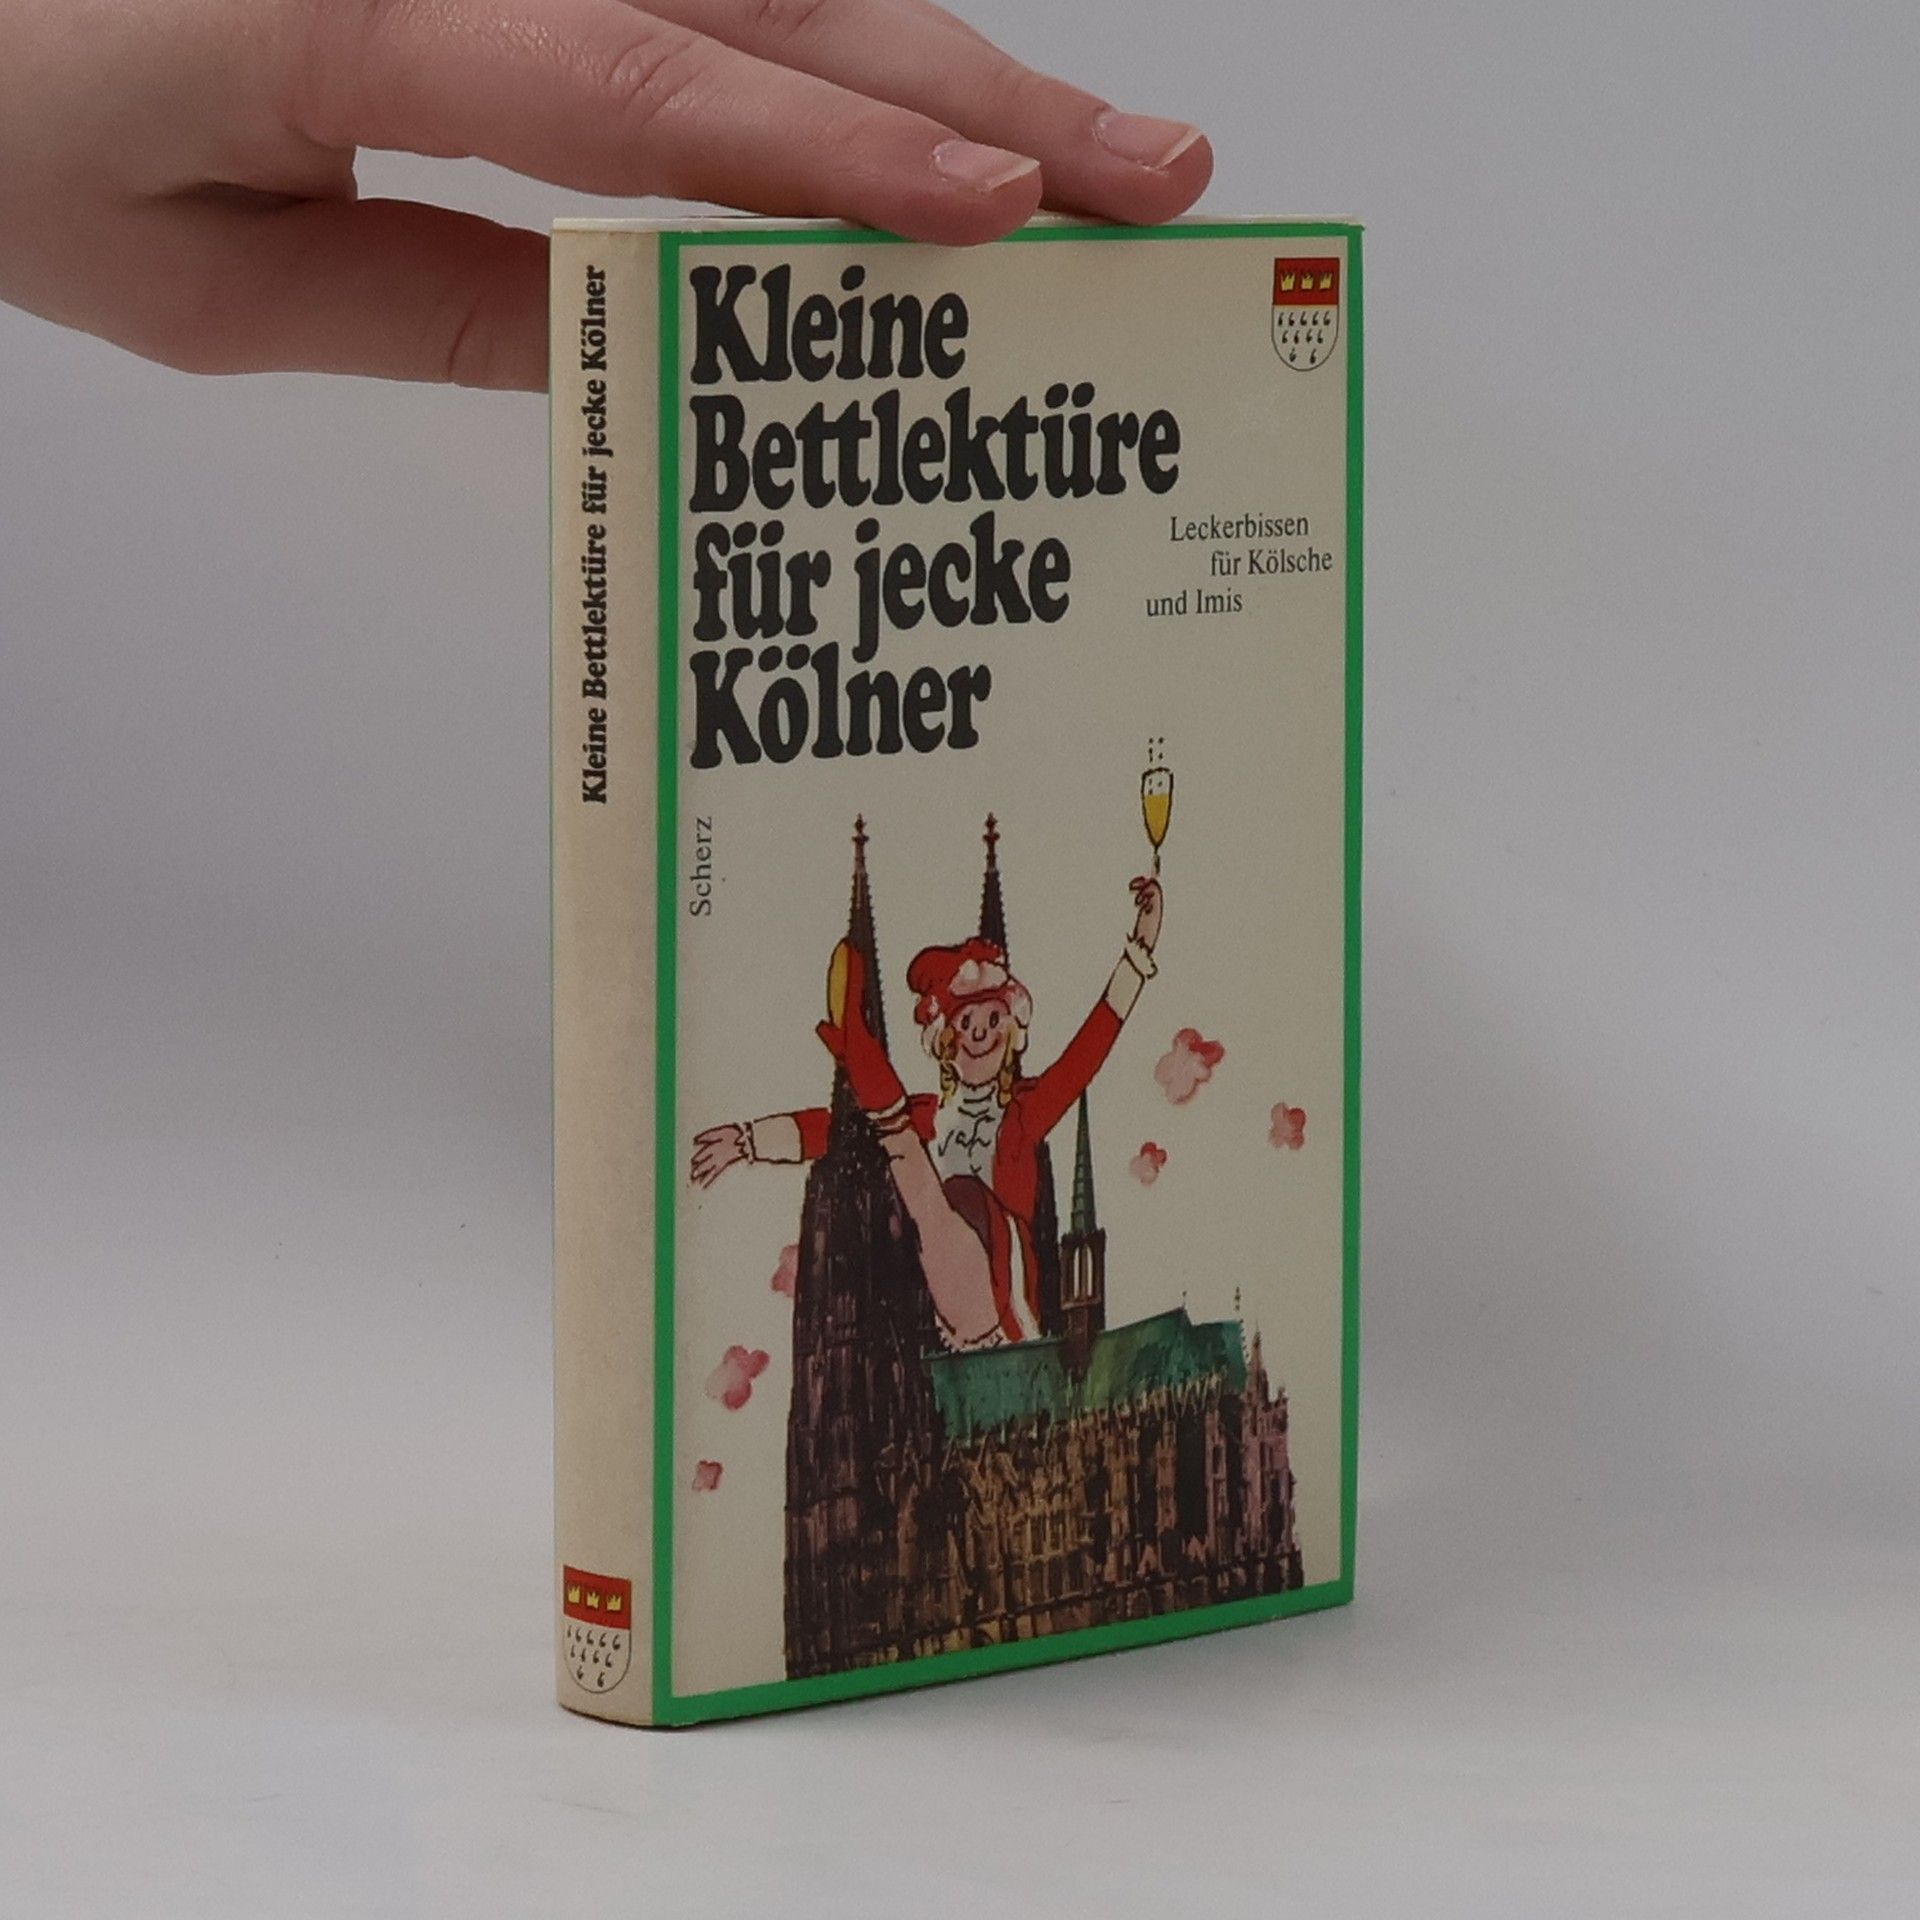 Kleine Bettlektüre für jecke Kölner
Kleine
Bettlektüre
für jecke
Kölner
Leckerbissen
für Kölsche
und Imis
Scherz